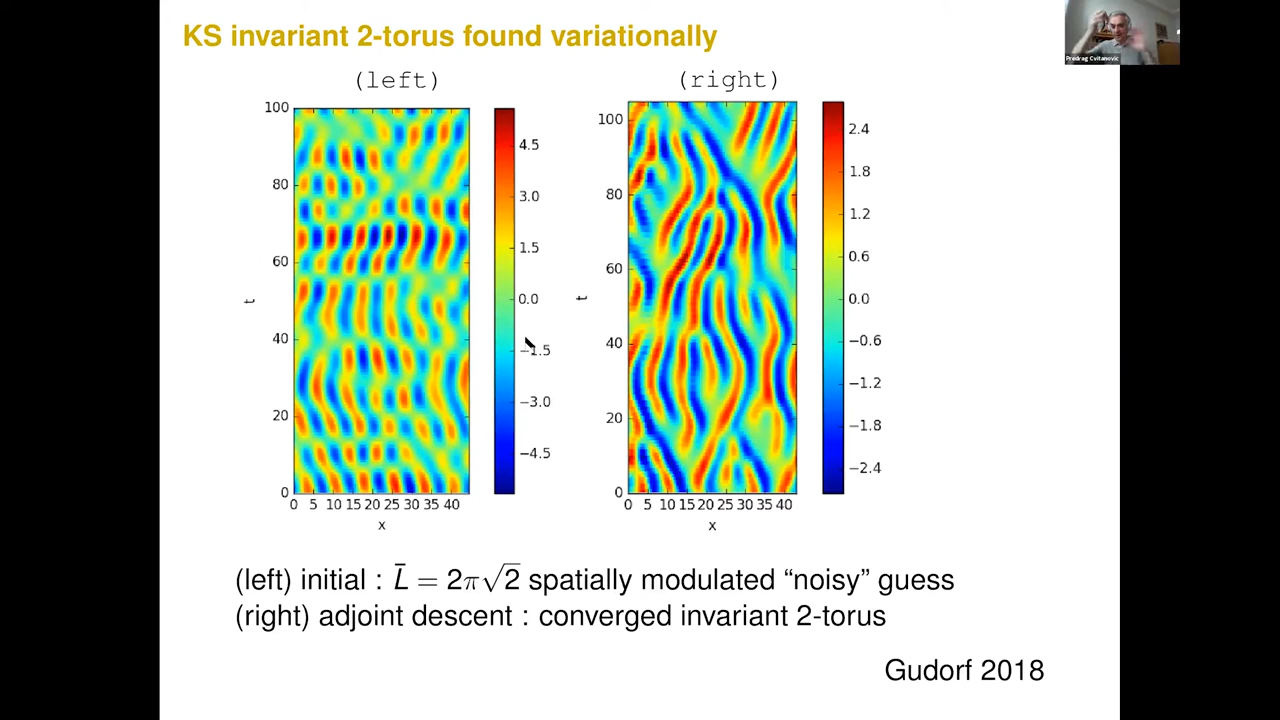 KS invariant 2-torus found variationally
Predrag Cvitanovic
(left)
(right)
100
80
60
40
20
0
t
0 5 10 15 20 25 30 35 40
x
4.5
3.0
1.5
0.0
−1.5
−3.0
−4.5
100
80
60
40
20
0
t
0 5 10 15 20 25 30 35 40
x
2.4
1.8
1.2
0.6
0.0
−0.6
−1.2
−1.8
−2.4
(left) initial : L̄ = 2π√2 spatially modulated “noisy” guess
(right) adjoint descent : converged invariant 2-torus
Gudorf 2018